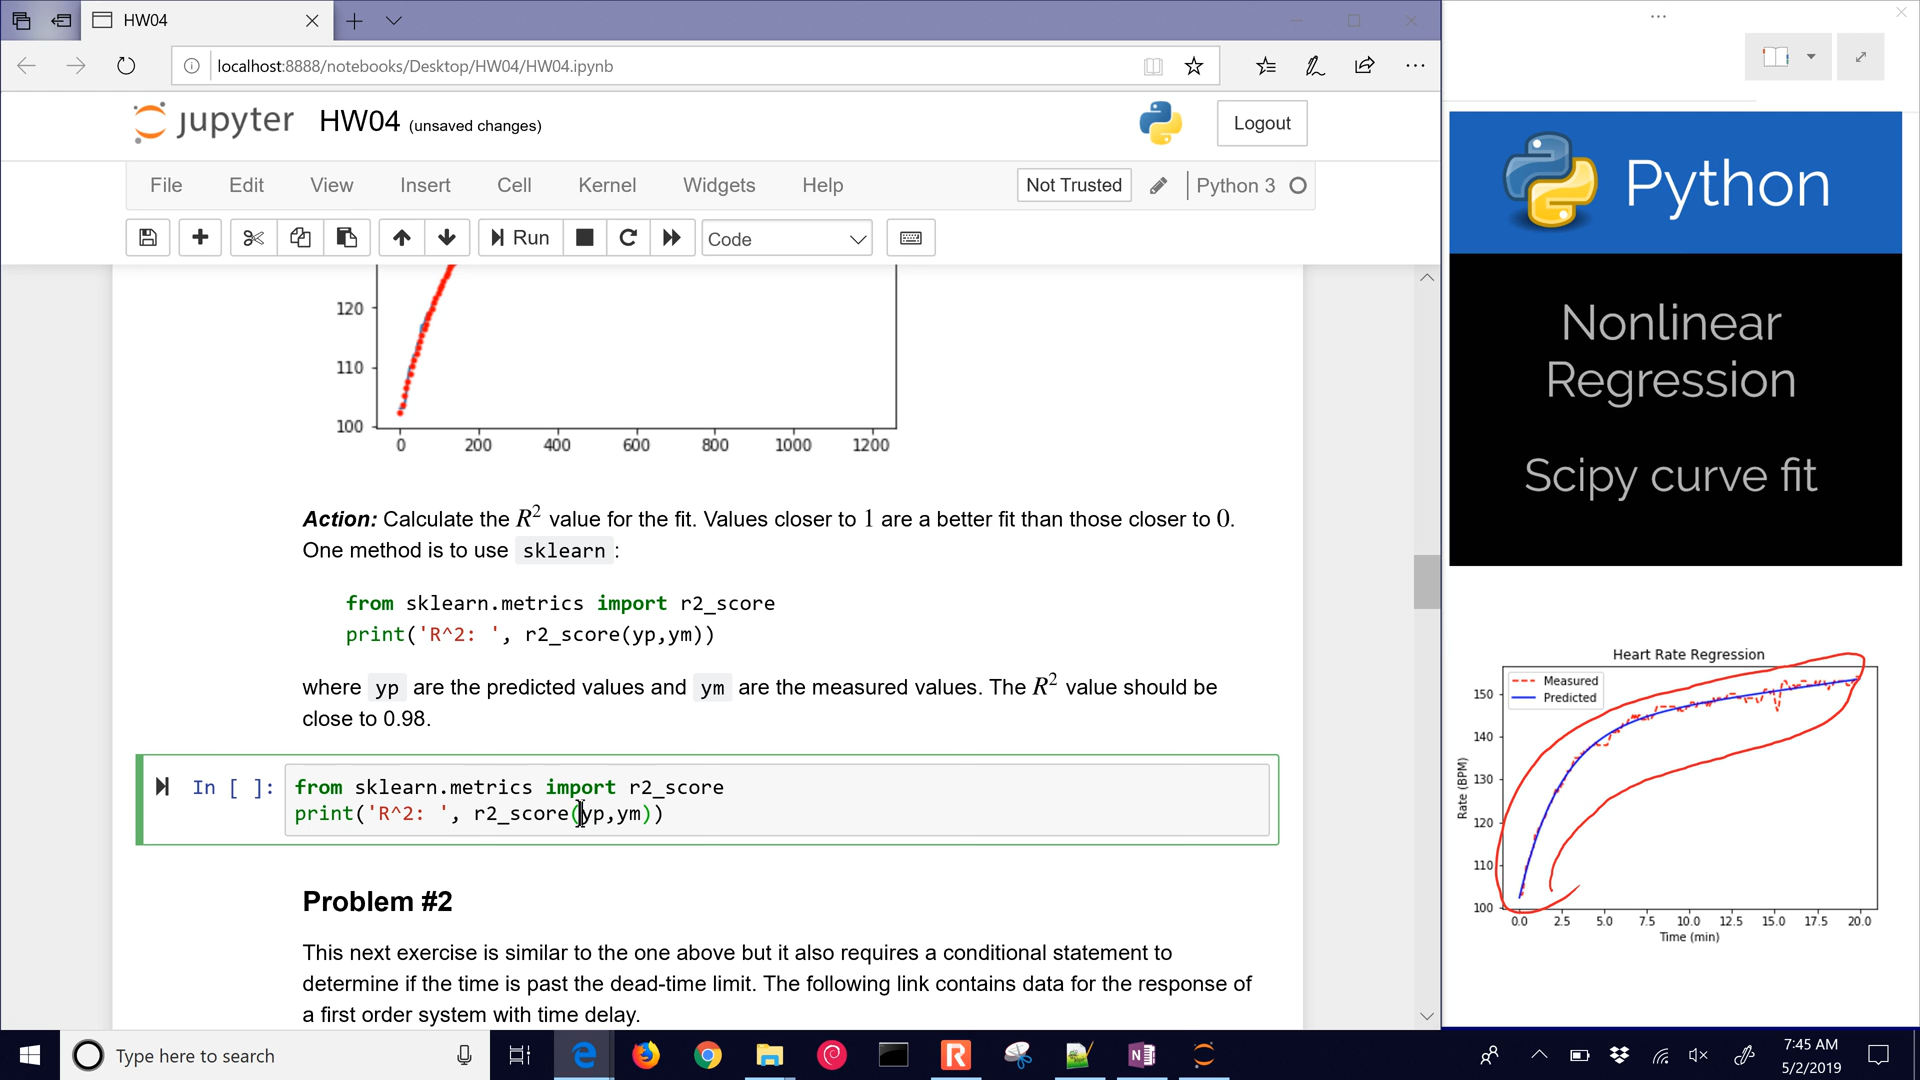 HW04
localhost:8888/notebooks/Desktop/HW04/HW04.ipynb
jupyter HW04 (unsaved changes)
Logout
File Edit View Insert Cell Kernel Widgets Help
Not Trusted
Python 3
Run
Code
120
110
100
0 200 400 600 800 1000 1200
Action: Calculate the R² value for the fit. Values closer to 1 are a better fit than those closer to 0.
One method is to use sklearn :
from sklearn.metrics import r2_score
print('R^2: ', r2_score(yp,ym))
where yp are the predicted values and ym are the measured values. The R² value should be
close to 0.98.
In [ ]:
from sklearn.metrics import r2_score
print('R^2: ', r2_score(yp,ym))
Problem #2
This next exercise is similar to the one above but it also requires a conditional statement to
determine if the time is past the dead-time limit. The following link contains data for the response of
a first order system with time delay.
Python
Nonlinear
Regression
Scipy curve fit
Heart Rate Regression
Measured
Predicted
150
140
130
120
110
100
Rate (BPM)
0.0 2.5 5.0 7.5 10.0 12.5 15.0 17.5 20.0
Time (min)
Type here to search
7:45 AM
5/2/2019